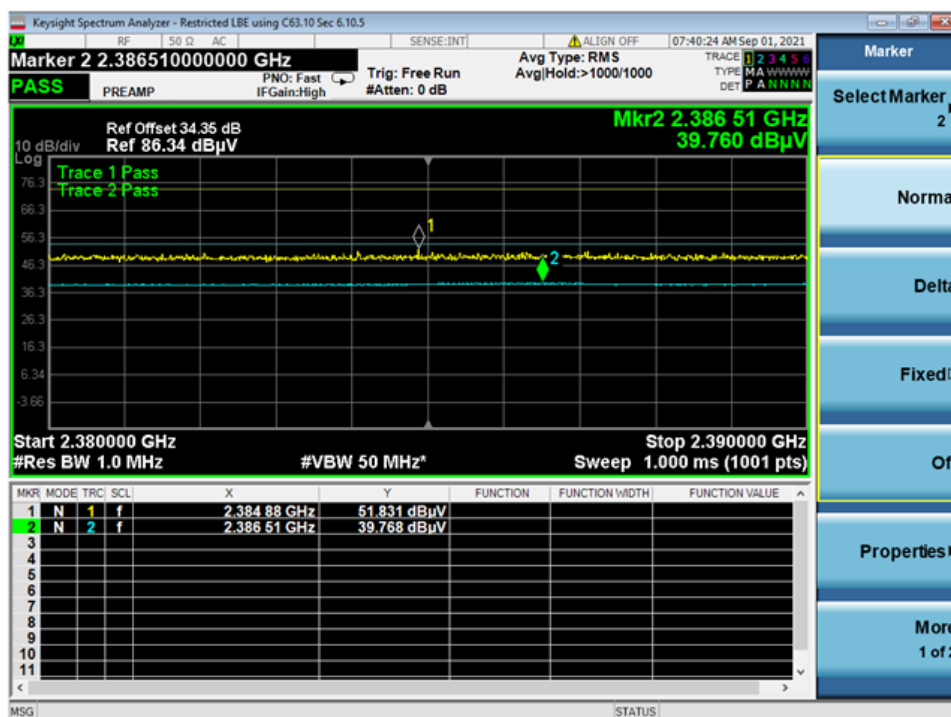 Keysight Spectrum Analyzer - Restricted LBE using C63.10 Sec 6.10.5
LXI RF 50 Ω AC SENSE:INT ALIGN OFF 07:40:24 AM Sep 01, 2021
Marker 2 2.386510000000 GHz
PASS
PREAMP
PNO: Fast
IFGain:High
Trig: Free Run
#Atten: 0 dB
Avg Type: RMS
Avg|Hold:>1000/1000
TRACE 1 2 3 4 5 6
TYPE M A W W W W
DET P A N N N N
Mkr2 2.386 51 GHz
39.760 dBµV
Ref Offset 34.35 dB
10 dB/div Ref 86.34 dBµV
Log
Trace 1 Pass
Trace 2 Pass
76.3
66.3
56.3
46.3
36.3
26.3
16.3
6.34
-3.66
1
2
Start 2.380000 GHz Stop 2.390000 GHz
#Res BW 1.0 MHz #VBW 50 MHz* Sweep 1.000 ms (1001 pts)
MKR MODE TRC SCL X Y FUNCTION FUNCTION WIDTH FUNCTION VALUE
1 N 1 f 2.384 88 GHz 51.831 dBµV
2 N 2 f 2.386 51 GHz 39.768 dBµV
3
4
5
6
7
8
9
10
11
MSG STATUS
Marker
Select Marker
2
Norma
Delta
Fixed
Of
Properties
More
1 of 2